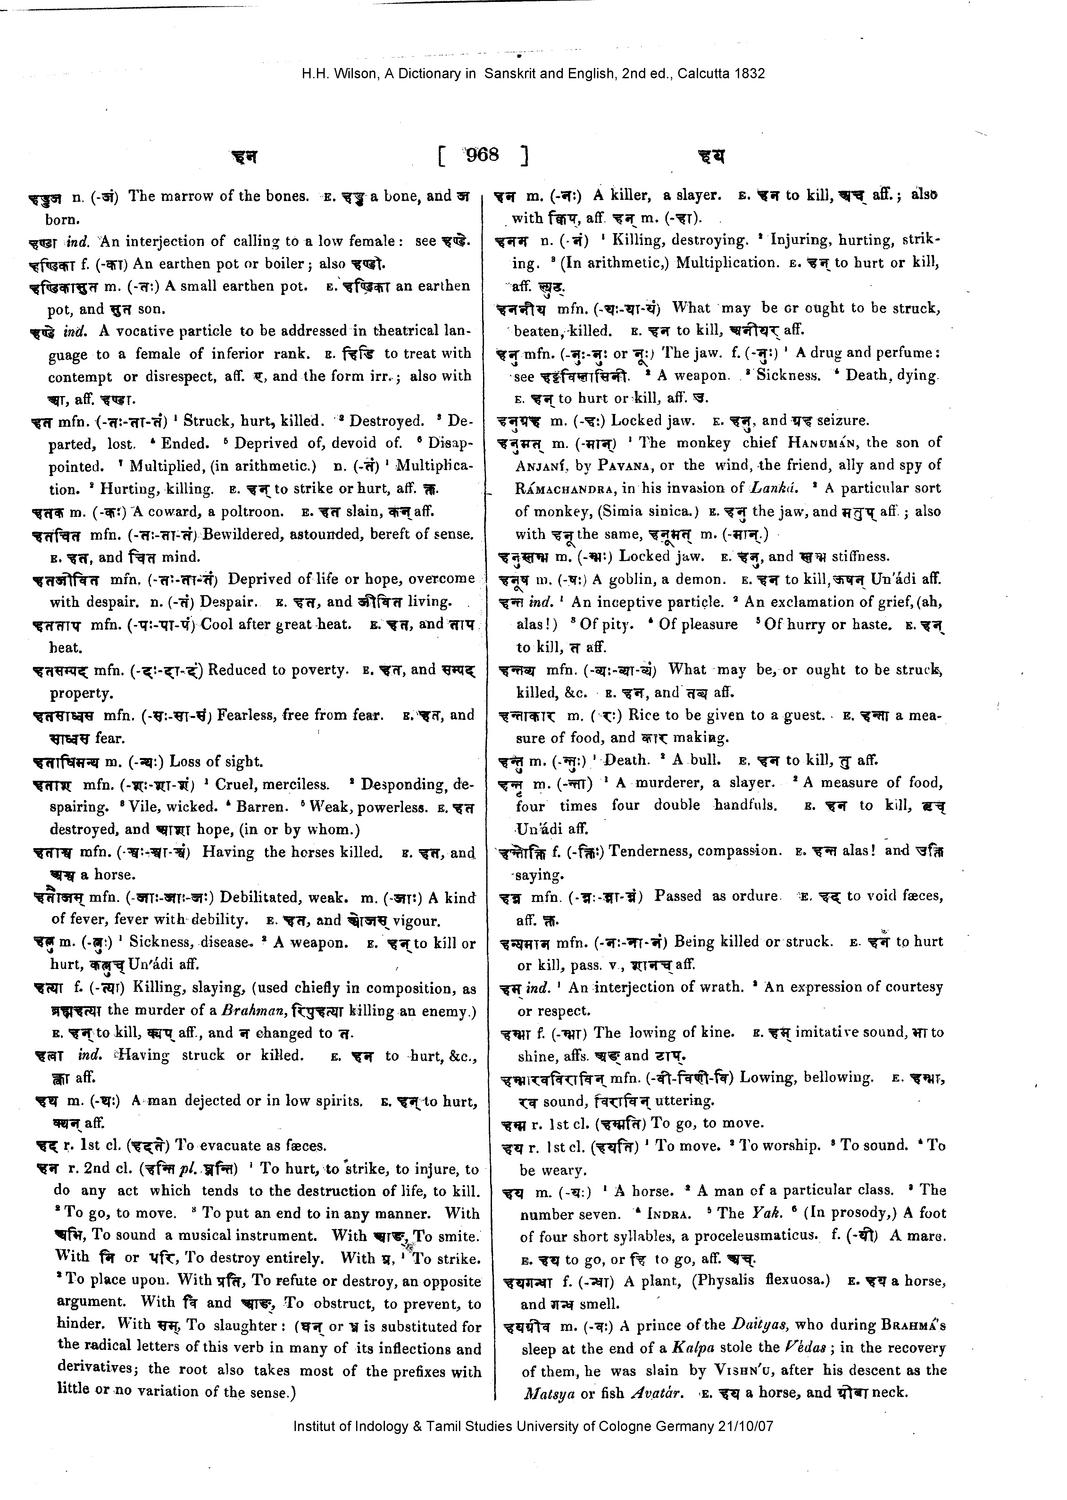 H.H. Wilson, A Dictionary in Sanskrit and English, 2nd ed., Calcutta 1832
हन [ 968 ] हय
हड्डज n. (-जं) The marrow of the bones. E. हड्ड a bone, and ज
born.
हण्डा ind. An interjection of calling to a low female: see हण्डे.
हण्डिका f. (-का) An earthen pot or boiler; also हण्डी.
हण्डिकासुत m. (-तः) A small earthen pot. E. हण्डिका an earthen
pot, and सुत son.
हण्डे ind. A vocative particle to be addressed in theatrical lan-
guage to a female of inferior rank. E. हिडि to treat with
contempt or disrespect, aff. ए, and the form irr.; also with
आ, aff. हण्डा.
हत mfn. (-तः-ता-तं) ¹ Struck, hurt, killed. ² Destroyed. ³ De-
parted, lost. ⁴ Ended. ⁵ Deprived of, devoid of. ⁶ Disap-
pointed. ⁷ Multiplied, (in arithmetic.) n. (-तं) ¹ Multiplica-
tion. ² Hurting, killing. E. हन् to strike or hurt, aff. क्त.
हतक m. (-कः) A coward, a poltroon. E. हत slain, कन् aff.
हतचित mfn. (-तः-ता-तं) Bewildered, astounded, bereft of sense.
E. हत, and चित mind.
हतजीवित mfn. (-तः-ता-तं) Deprived of life or hope, overcome
with despair. n. (-तं) Despair. E. हत, and जीवित living.
हतताप mfn. (-पः-पा-पं) Cool after great heat. E. हत, and ताप
heat.
हतसम्पद् mfn. (-दः-दा-दं) Reduced to poverty. E. हत, and सम्पद्
property.
हतसाध्वस mfn. (-सः-सा-सं) Fearless, free from fear. E. हत, and
साध्वस fear.
हताधिमन्थ m. (-न्थः) Loss of sight.
हताश mfn. (-शः-शा-शं) ¹ Cruel, merciless. ² Desponding, de-
spairing. ³ Vile, wicked. ⁴ Barren. ⁵ Weak, powerless. E. हत
destroyed, and आशा hope, (in or by whom.)
हताश्व mfn. (-श्वः-श्वा-श्वं) Having the horses killed. E. हत, and
अश्व a horse.
हतौजस् mfn. (-जाः-जाः-जः) Debilitated, weak. m. (-जाः) A kind
of fever, fever with debility. E. हत, and ओजस् vigour.
हत्नु m. (-त्नुः) ¹ Sickness, disease. ² A weapon. E. हन् to kill or
hurt, क्त्नुच् Un'ádi aff.
हत्या f. (-त्या) Killing, slaying, (used chiefly in composition, as
ब्रह्महत्या the murder of a Brahman, रिपुहत्या killing an enemy.)
E. हन् to kill, क्यप् aff., and न changed to त.
हत्वा ind. Having struck or killed. E. हन to hurt, &c.,
क्त्वा aff.
हथ m. (-थः) A man dejected or in low spirits. E. हन् to hurt,
क्थन् aff.
हद् r. 1st cl. (हदते) To evacuate as fæces.
हन r. 2nd cl. (हन्ति pl. घ्नन्ति) ¹ To hurt, to strike, to injure, to
do any act which tends to the destruction of life, to kill.
² To go, to move. ³ To put an end to in any manner. With
अभि, To sound a musical instrument. With आङ्, To smite.
With नि or परि, To destroy entirely. With प्र, ¹ To strike.
² To place upon. With प्रति, To refute or destroy, an opposite
argument. With वि and आङ्, To obstruct, to prevent, to
hinder. With सम्, To slaughter: (घन् or घ्न is substituted for
the radical letters of this verb in many of its inflections and
derivatives; the root also takes most of the prefixes with
little or no variation of the sense.)
हन m. (-नः) A killer, a slayer. E. हन to kill, अच् aff.; also
with क्विप्, aff. हन् m. (-हा).
हनन n. (-नं) ¹ Killing, destroying. ² Injuring, hurting, strik-
ing. ³ (In arithmetic,) Multiplication. E. हन् to hurt or kill,
aff. ल्युट्.
हननीय mfn. (-यः-या-यं) What may be or ought to be struck,
beaten, killed. E. हन to kill, अनीयर् aff.
हनु mfn. (-नुः-नुः or नूः) The jaw. f. (-नुः) ¹ A drug and perfume:
see हट्टविलासिनी. ² A weapon. ³ Sickness. ⁴ Death, dying.
E. हन् to hurt or kill, aff. उ.
हनुग्रह m. (-हः) Locked jaw. E. हनु, and ग्रह seizure.
हनुमत् m. (-मान्) ¹ The monkey chief HANUMÁN, the son of
ANJANÍ, by PAVANA, or the wind, the friend, ally and spy of
RÁMACHANDRA, in his invasion of Lanká. ² A particular sort
of monkey, (Simia sinica.) E. हनु the jaw, and मतुप् aff.; also
with हनू the same, हनूमत् m. (-मान्.)
हनुस्तम्भ m. (-म्भः) Locked jaw. E. हनु, and स्तम्भ stiffness.
हनूष m. (-षः) A goblin, a demon. E. हन to kill, ऊषन् Un'ádi aff.
हन्त ind. ¹ An inceptive particle. ² An exclamation of grief, (ah,
alas!) ³ Of pity. ⁴ Of pleasure ⁵ Of hurry or haste. E. हन्
to kill, त aff.
हन्तव्य mfn. (-व्यः-व्या-व्यं) What may be, or ought to be struck,
killed, &c. E. हन, and तव्य aff.
हन्ताकार m. (रः) Rice to be given to a guest. E. हन्ता a mea-
sure of food, and कार making.
हन्तु m. (-न्तुः) ¹ Death. ² A bull. E. हन to kill, तु aff.
हन्तृ m. (-न्ता) ¹ A murderer, a slayer. ² A measure of food,
four times four double handfuls. E. हन to kill, तृच्
Un'ádi aff.
हन्तोक्ति f. (-क्तिः) Tenderness, compassion. E. हन्त alas! and उक्ति
saying.
हन्न mfn. (-न्नः-न्ना-न्नं) Passed as ordure. E. हद् to void fæces,
aff. क्त.
हन्यमान mfn. (-नः-ना-नं) Being killed or struck. E. हन to hurt
or kill, pass. v., शानच् aff.
हम् ind. ¹ An interjection of wrath. ² An expression of courtesy
or respect.
हम्भा f. (-म्भा) The lowing of kine. E. हम् imitative sound, भा to
shine, affs. अङ् and टाप्.
हम्भारवविराविन् mfn. (-वी-विणी-वि) Lowing, bellowing. E. हम्भा,
रव sound, विराविन् uttering.
हम्म r. 1st cl. (हम्मति) To go, to move.
हय r. 1st cl. (हयति) ¹ To move. ² To worship. ³ To sound. ⁴ To
be weary.
हय m. (-यः) ¹ A horse. ² A man of a particular class. ³ The
number seven. ⁴ INDRA. ⁵ The Yak. ⁶ (In prosody,) A foot
of four short syllables, a proceleusmaticus. f. (-यी) A mare.
E. हय to go, or हि to go, aff. अच्.
हयगन्धा f. (-न्धा) A plant, (Physalis flexuosa.) E. हय a horse,
and गन्ध smell.
हयग्रीव m. (-वः) A prince of the Daityas, who during BRAHMÁ's
sleep at the end of a Kalpa stole the Védas; in the recovery
of them, he was slain by VISHN'U, after his descent as the
Matsya or fish Avatár. E. हय a horse, and ग्रीवा neck.
Institut of Indology & Tamil Studies University of Cologne Germany 21/10/07